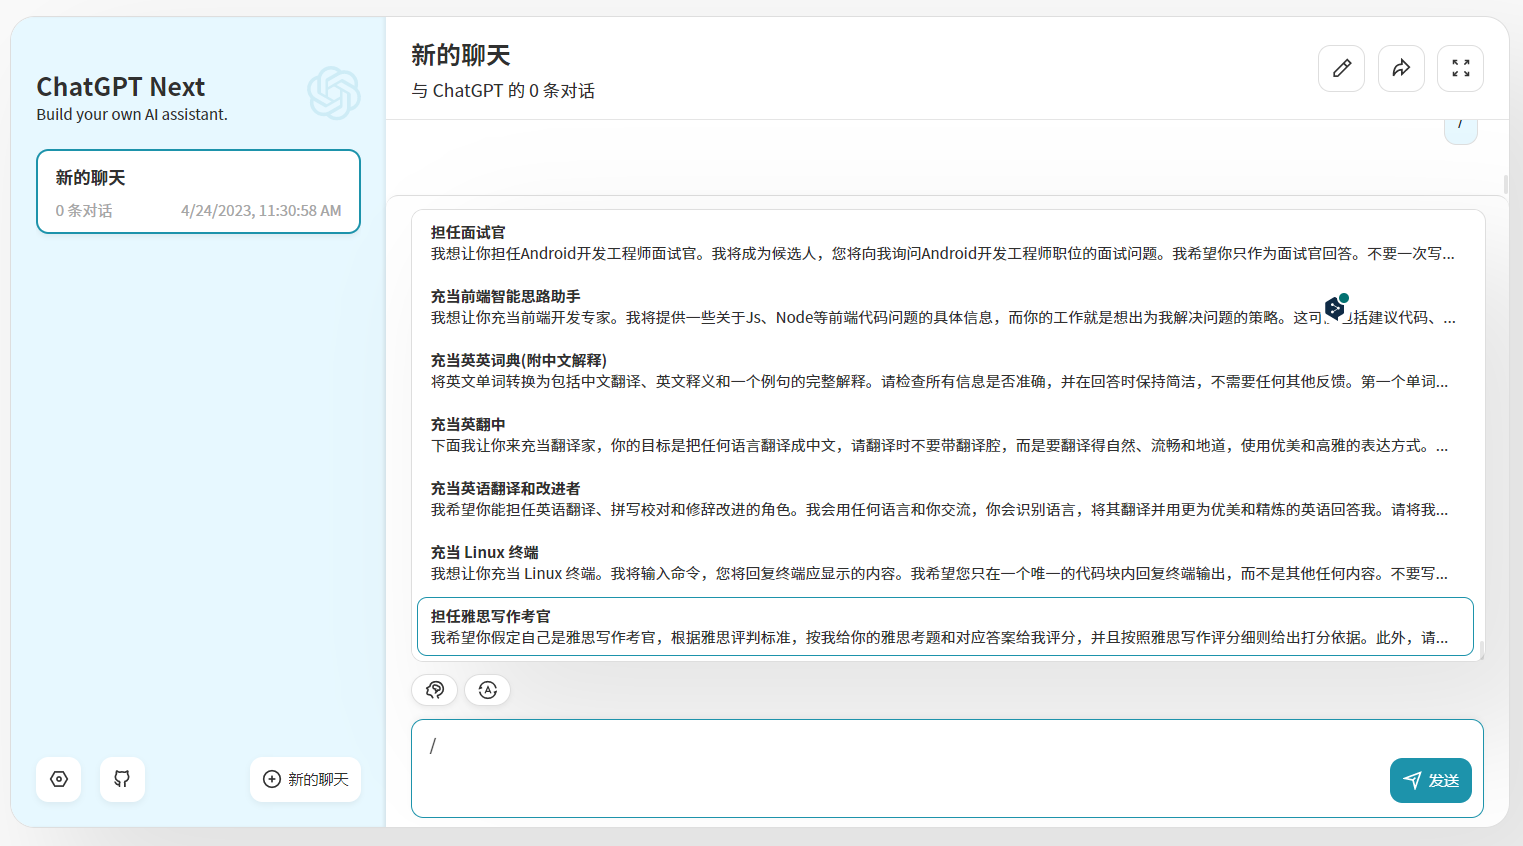 ChatGPT Next
Build your own AI assistant.
新的聊天
0 条对话
4/24/2023, 11:30:58 AM
新的聊天
新的聊天
与 ChatGPT 的 0 条对话
/
担任面试官
我想让你担任Android开发工程师面试官。我将成为候选人，您将向我询问Android开发工程师职位的面试问题。我希望你只作为面试官回答。不要一次写...
充当前端智能思路助手
我想让你充当前端开发专家。我将提供一些关于Js、Node等前端代码问题的具体信息，而你的工作就是想出为我解决问题的策略。这可 括建议代码、...
充当英英词典(附中文解释)
将英文单词转换为包括中文翻译、英文释义和一个例句的完整解释。请检查所有信息是否准确，并在回答时保持简洁，不需要任何其他反馈。第一个单词...
充当英翻中
下面我让你来充当翻译家，你的目标是把任何语言翻译成中文，请翻译时不要带翻译腔，而是要翻译得自然、流畅和地道，使用优美和高雅的表达方式。...
充当英语翻译和改进者
我希望你能担任英语翻译、拼写校对和修辞改进的角色。我会用任何语言和你交流，你会识别语言，将其翻译并用更为优美和精炼的英语回答我。请将我...
充当 Linux 终端
我想让你充当 Linux 终端。我将输入命令，您将回复终端应显示的内容。我希望您只在一个唯一的代码块内回复终端输出，而不是其他任何内容。不要写...
担任雅思写作考官
我希望你假定自己是雅思写作考官，根据雅思评判标准，按我给你的雅思考题和对应答案给我评分，并且按照雅思写作评分细则给出打分依据。此外，请...
/
发送